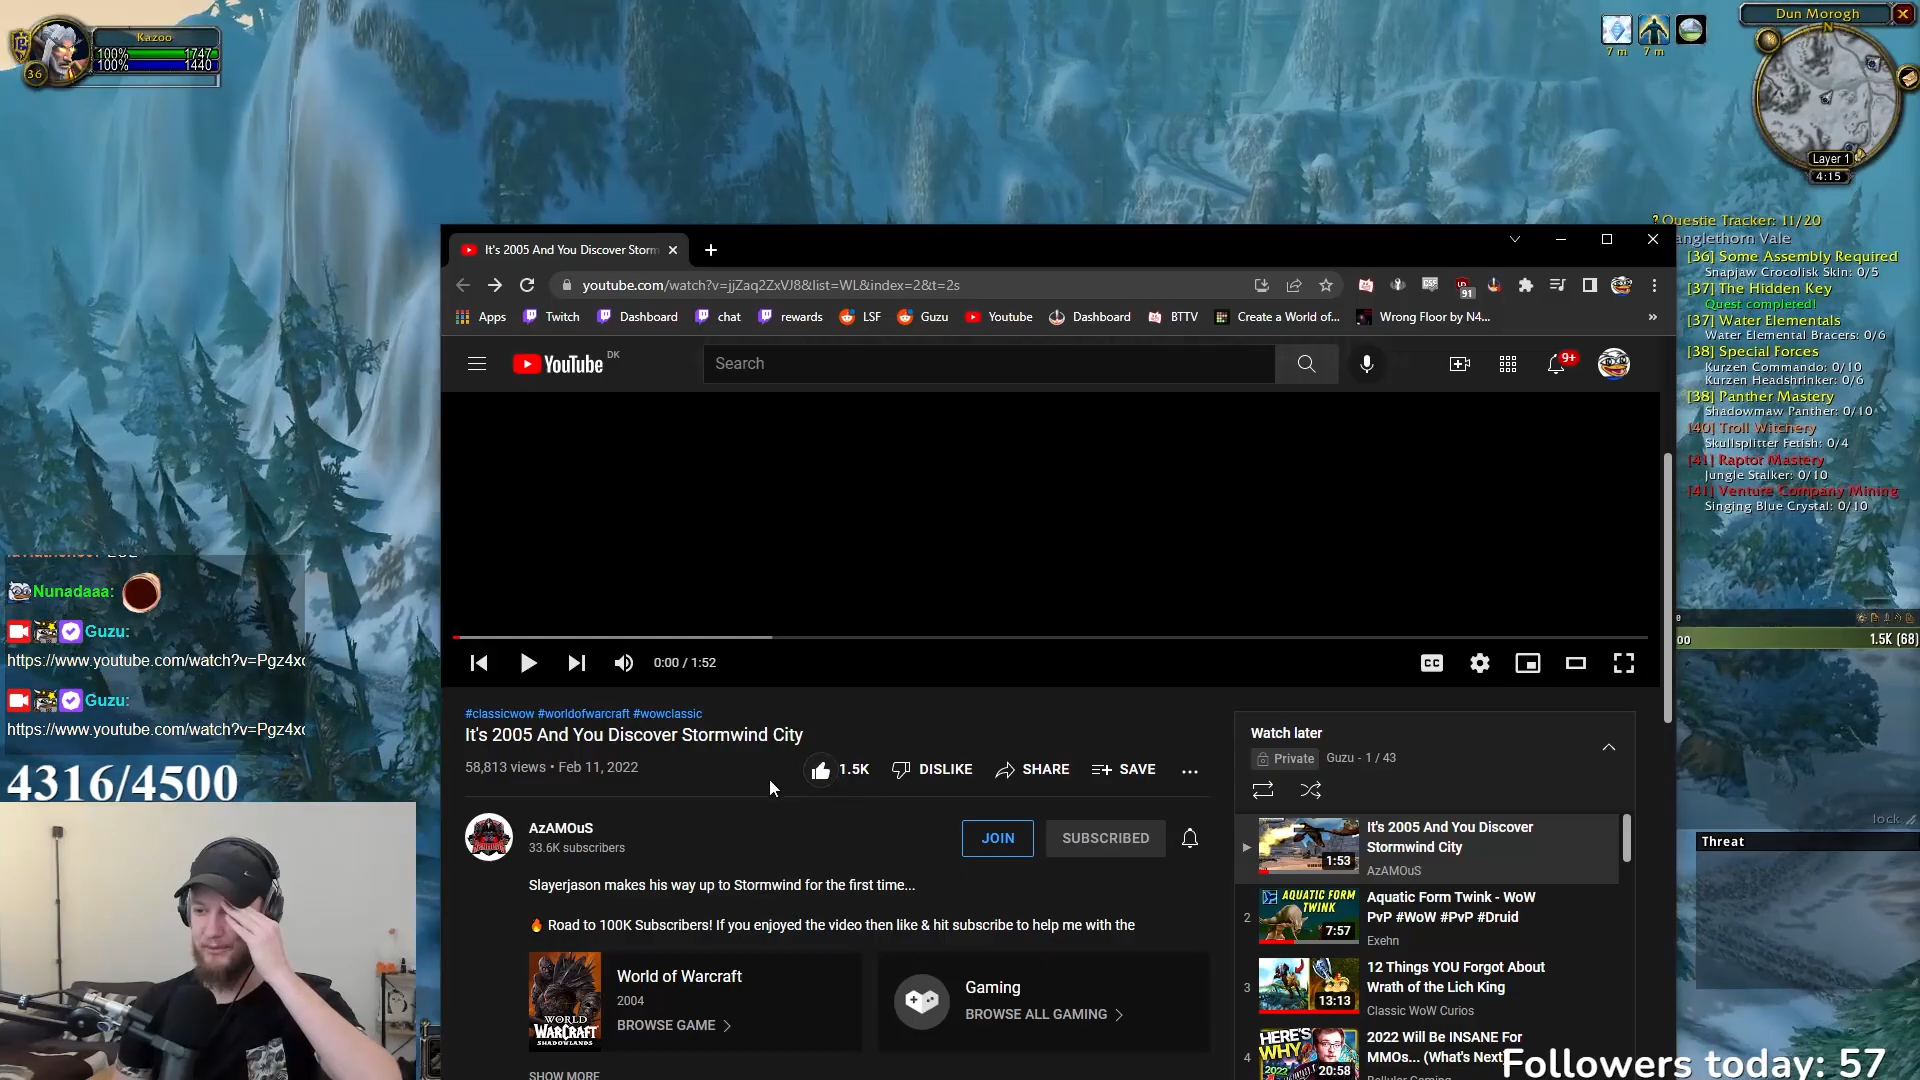 Kazoo
100% 1747
100% 1440
36
7 m
7 m
Dun Morogh
N
Layer 1
4:15
? Questie Tracker: 11/20
anglethorn Vale
[36] Some Assembly Required
Snapjaw Crocolisk Skin: 0/5
[37] The Hidden Key
Quest completed!
[37] Water Elementals
Water Elemental Bracers: 0/6
[38] Special Forces
Kurzen Commando: 0/10
Kurzen Headshrinker: 0/6
[38] Panther Mastery
Shadowmaw Panther: 0/10
[40] Troll Witchery
Skullsplitter Fetish: 0/4
[41] Raptor Mastery
Jungle Stalker: 0/10
[41] Venture Company Mining
Singing Blue Crystal: 0/10
1.5K (68)
lock
Threat
It's 2005 And You Discover Storm
youtube.com/watch?v=jjZaq2ZxVJ8&list=WL&index=2&t=2s
91
Apps Twitch Dashboard chat rewards LSF Guzu Youtube Dashboard BTTV Create a World of... Wrong Floor by N4... »
YouTube DK
Search
9+
0:00 / 1:52
CC
#classicwow #worldofwarcraft #wowclassic
It's 2005 And You Discover Stormwind City
58,813 views • Feb 11, 2022
1.5K DISLIKE SHARE SAVE ...
AzAMOuS
33.6K subscribers
JOIN SUBSCRIBED
Slayerjason makes his way up to Stormwind for the first time...
Road to 100K Subscribers! If you enjoyed the video then like & hit subscribe to help me with the
World of Warcraft
2004
BROWSE GAME
WORLD WARCRAFT
SHADOWLANDS
Gaming
BROWSE ALL GAMING
SHOW MORE
Watch later
Private Guzu - 1 / 43
It's 2005 And You Discover
Stormwind City
AzAMOuS
1:53
2
AQUATIC FORM
TWINK
7:57
Aquatic Form Twink - WoW
PvP #WoW #PvP #Druid
Exehn
3
13:13
12 Things YOU Forgot About
Wrath of the Lich King
Classic WoW Curios
4
HERE'S
WHY
2022
20:58
2022 Will Be INSANE For
MMOs... (What's Next
Nunadaaa:
Guzu:
https://www.youtube.com/watch?v=Pgz4x
Guzu:
https://www.youtube.com/watch?v=Pgz4x
4316/4500
Followers today: 57